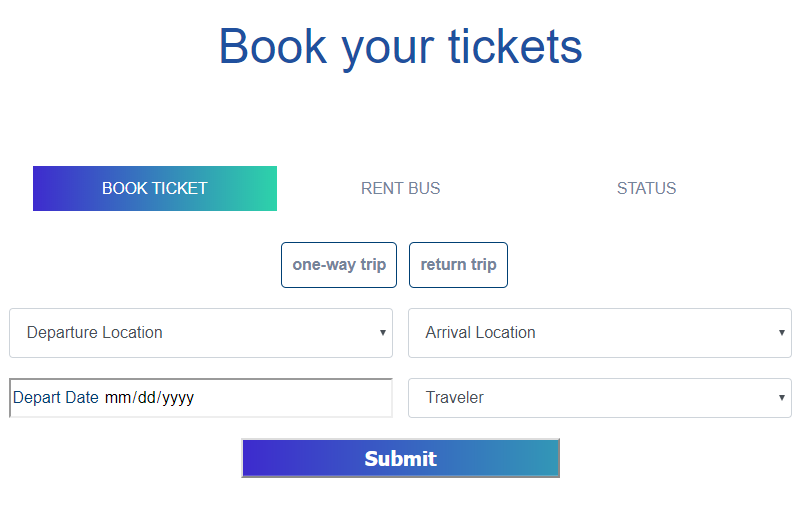 Book your tickets
BOOK TICKET RENT BUS STATUS
one-way trip return trip
Departure Location Arrival Location
Depart Date mm/dd/yyyy Traveler
Submit